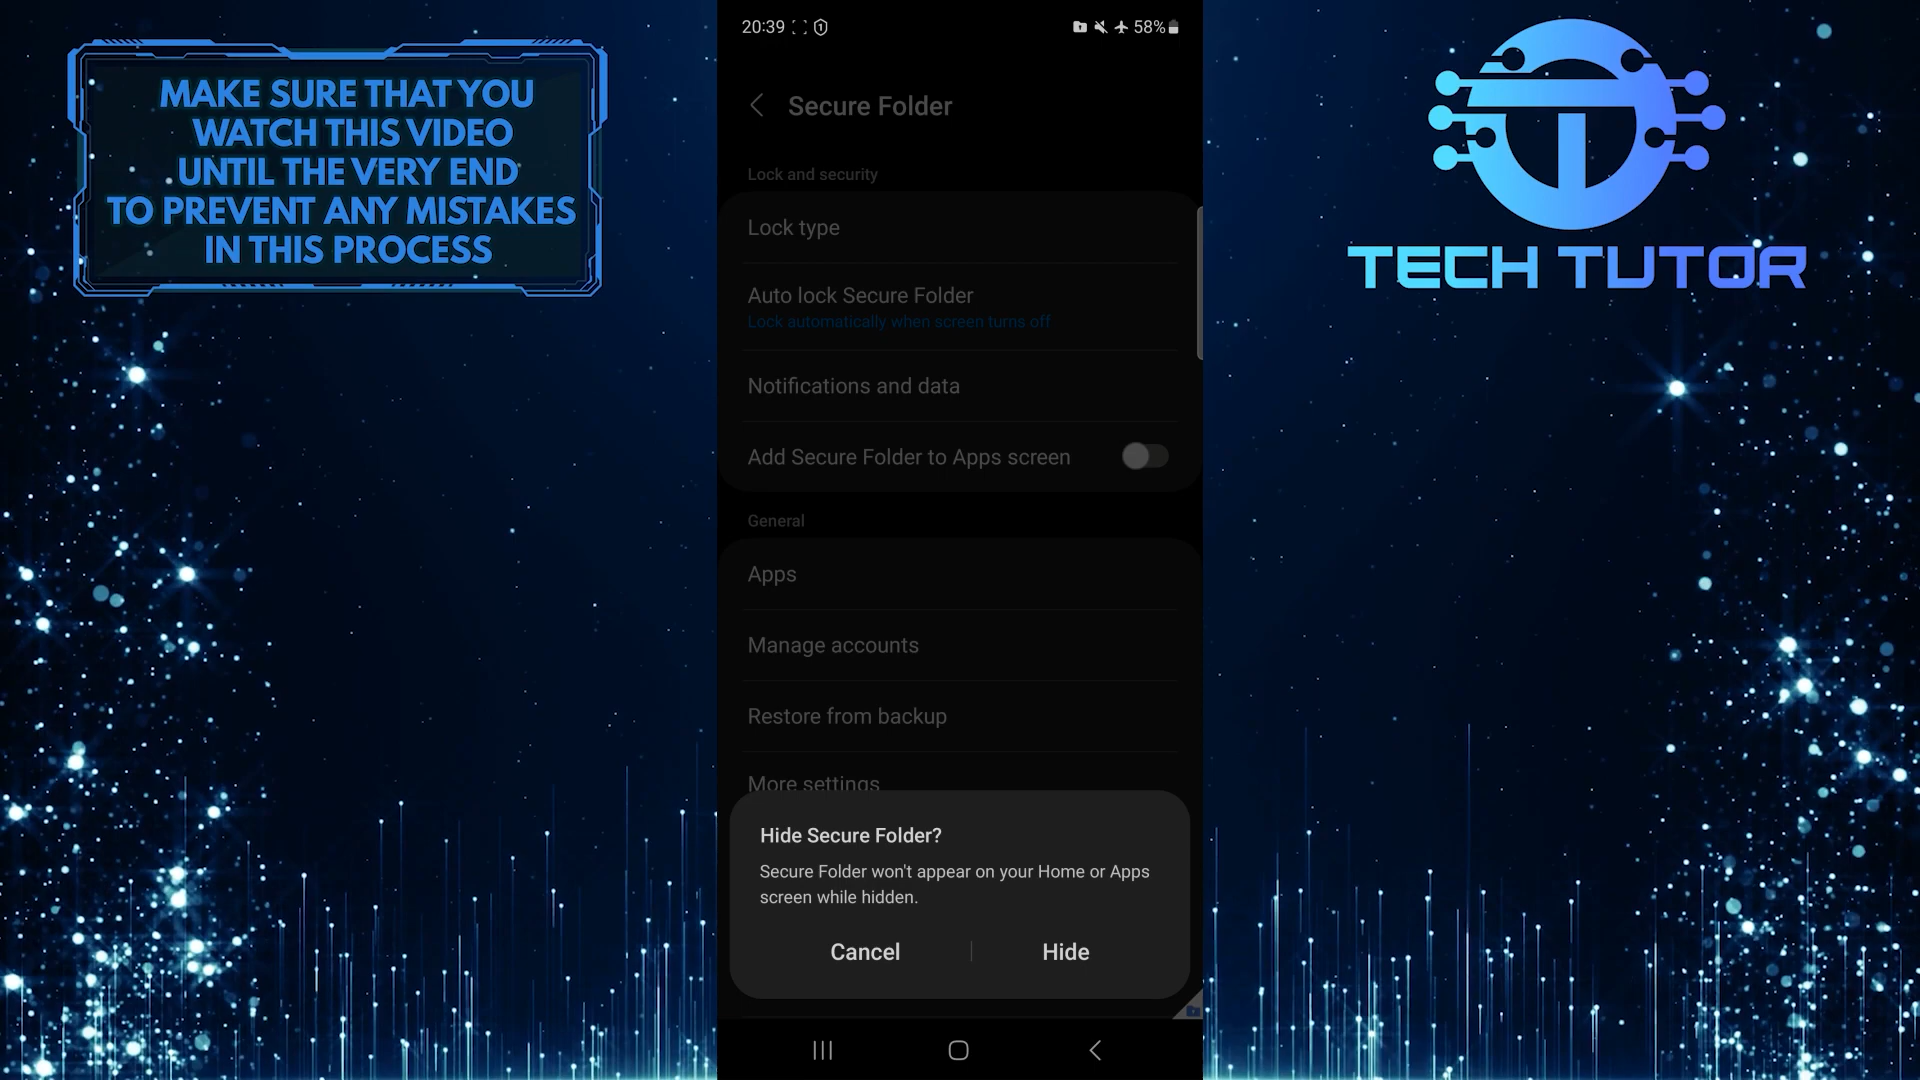 MAKE SURE THAT YOU
WATCH THIS VIDEO
UNTIL THE VERY END
TO PREVENT ANY MISTAKES
IN THIS PROCESS
20:39
58%
Secure Folder
Lock and security
Lock type
Auto lock Secure Folder
Lock automatically when screen turns off
Notifications and data
Add Secure Folder to Apps screen
General
Apps
Manage accounts
Restore from backup
More settings
Hide Secure Folder?
Secure Folder won't appear on your Home or Apps
screen while hidden.
Cancel
Hide
TECH TUTOR